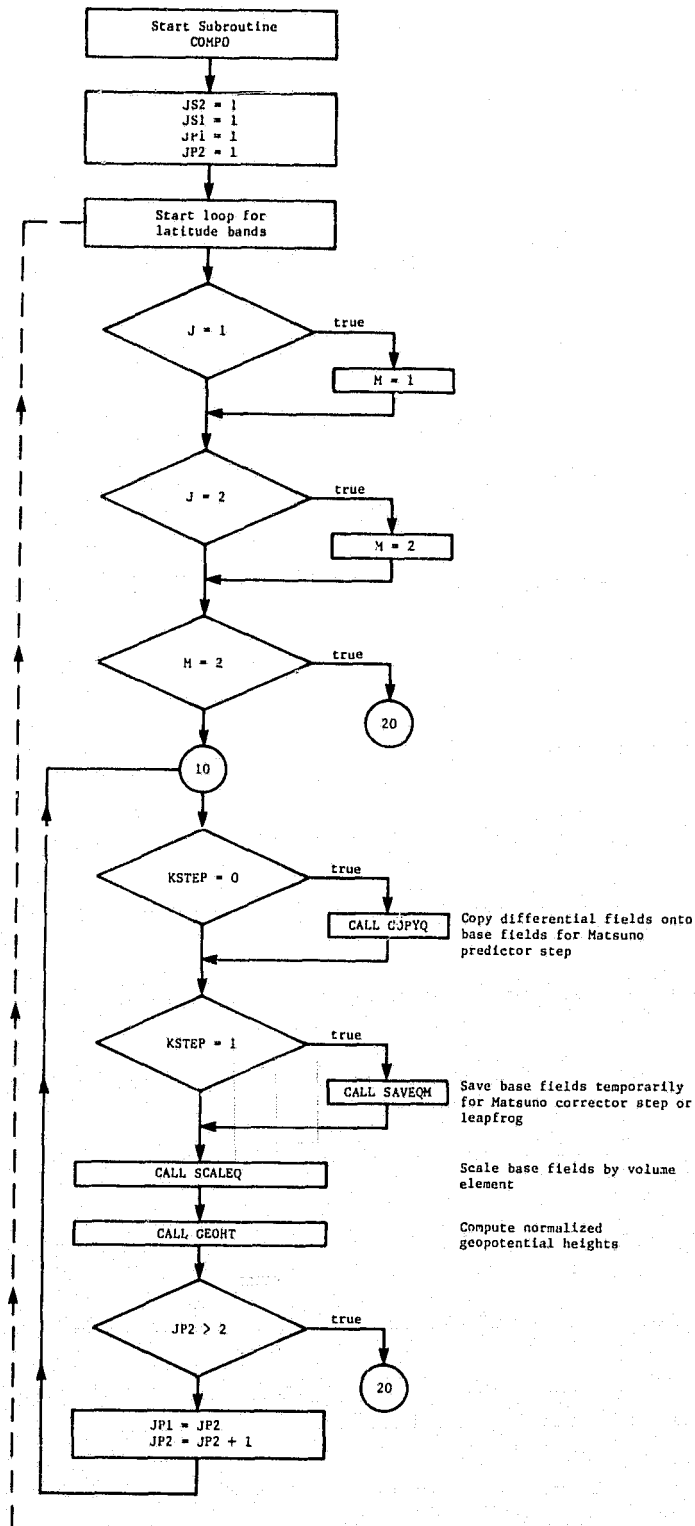 Start Subroutine
COMPO
JS2 = 1
JS1 = 1
JP1 = 1
JP2 = 1
Start loop for
latitude bands
J = 1
true
M = 1
J = 2
true
M = 2
M = 2
true
20
10
KSTEP = 0
true
CALL COPYQ
Copy differential fields onto
base fields for Matsuno
predictor step
KSTEP = 1
true
CALL SAVEQM
Save base fields temporarily
for Matsuno corrector step or
leapfrog
CALL SCALEQ
Scale base fields by volume
element
CALL GEOHT
Compute normalized
geopotential heights
JP2 > 2
true
20
JP1 = JP2
JP2 = JP2 + 1